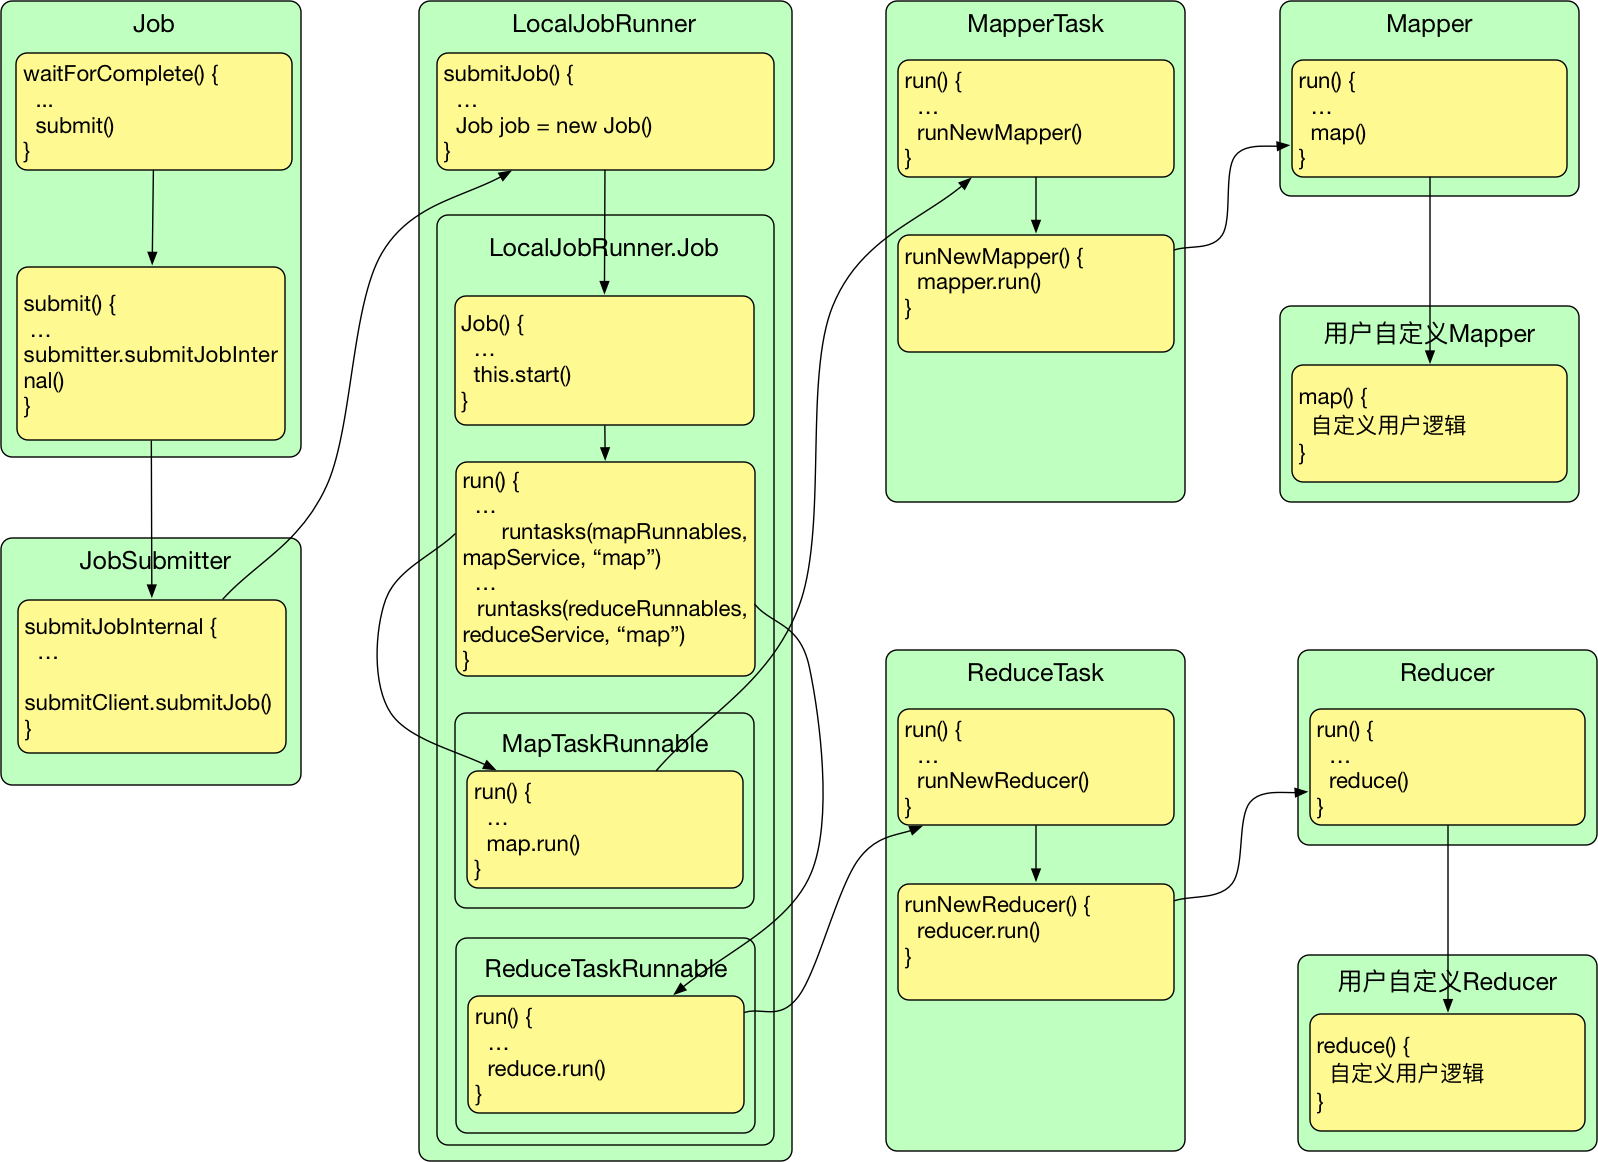 Job
waitForComplete() {
...
submit()
}
submit() {
...
submitter.submitJobInter
nal()
}
JobSubmitter
submitJobInternal {
...
submitClient.submitJob()
}
LocalJobRunner
submitJob() {
...
Job job = new Job()
}
LocalJobRunner.Job
Job() {
...
this.start()
}
run() {
...
runtasks(mapRunnables,
mapService, “map”)
...
runtasks(reduceRunnables,
reduceService, “map”)
}
MapTaskRunnable
run() {
...
map.run()
}
ReduceTaskRunnable
run() {
...
reduce.run()
}
MapperTask
run() {
...
runNewMapper()
}
runNewMapper() {
mapper.run()
}
Mapper
run() {
...
map()
}
用户自定义Mapper
map() {
自定义用户逻辑
}
ReduceTask
run() {
...
runNewReducer()
}
runNewReducer() {
reducer.run()
}
Reducer
run() {
...
reduce()
}
用户自定义Reducer
reduce() {
自定义用户逻辑
}